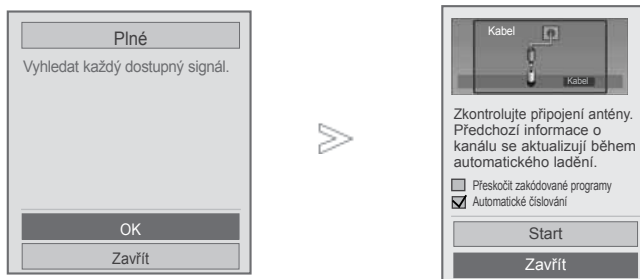 Plné
Vyhledat každý dostupný signál.
OK
Zavřít
Kabel
Kabel
Zkontrolujte připojení antény.
Předchozí informace o
kanálu se aktualizují během
automatického ladění.
Přeskočit zakódované programy
Automatické číslování
Start
Zavřít